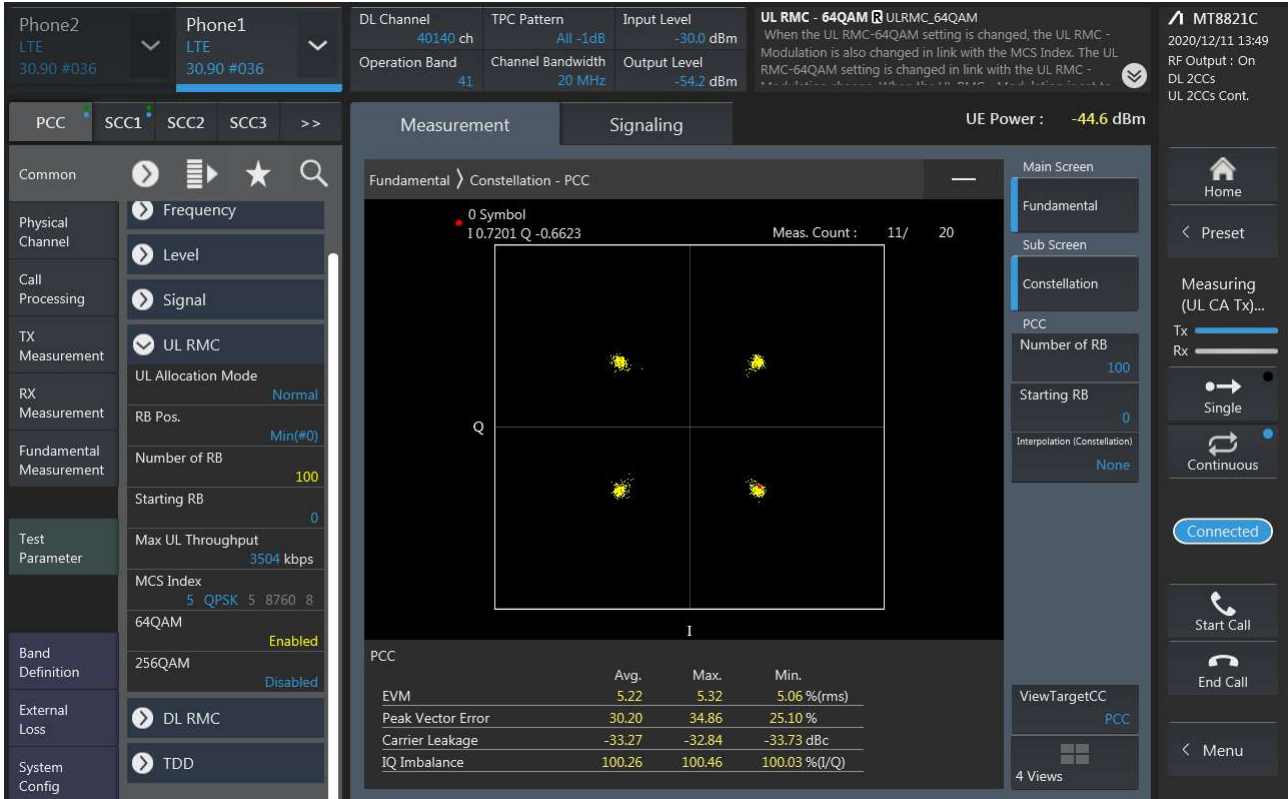 Phone2
LTE
30.90 #036
Phone1
LTE
30.90 #036
DL Channel
40140 ch
TPC Pattern
All -1dB
Input Level
-30.0 dBm
Operation Band
41
Channel Bandwidth
20 MHz
Output Level
-54.2 dBm
UL RMC - 64QAM R ULRMC_64QAM
When the UL RMC-64QAM setting is changed, the UL RMC -
Modulation is also changed in link with the MCS Index. The UL
RMC-64QAM setting is changed in link with the UL RMC -
MT8821C
2020/12/11 13:49
RF Output : On
DL 2CCs
UL 2CCs Cont.
PCC SCC1 SCC2 SCC3 >>
Measurement
Signaling
UE Power : -44.6 dBm
Common
Physical
Channel
Call
Processing
TX
Measurement
RX
Measurement
Fundamental
Measurement
Test
Parameter
Band
Definition
External
Loss
System
Config
Frequency
Level
Signal
UL RMC
UL Allocation Mode
Normal
RB Pos.
Min(#0)
Number of RB
100
Starting RB
0
Max UL Throughput
3504 kbps
MCS Index
5 QPSK 5 8760 8
64QAM
Enabled
256QAM
Disabled
DL RMC
TDD
Fundamental > Constellation - PCC
0 Symbol
I 0.7201 Q -0.6623
Meas. Count : 11/ 20
Q
I
PCC
Avg. Max. Min.
EVM 5.22 5.32 5.06 %(rms)
Peak Vector Error 30.20 34.86 25.10 %
Carrier Leakage -33.27 -32.84 -33.73 dBc
IQ Imbalance 100.26 100.46 100.03 %(I/Q)
Main Screen
Fundamental
Sub Screen
Constellation
PCC
Number of RB
100
Starting RB
0
Interpolation (Constellation)
None
ViewTargetCC
PCC
4 Views
Home
< Preset
Measuring
(UL CA Tx)...
Tx
Rx
Single
Continuous
Connected
Start Call
End Call
< Menu